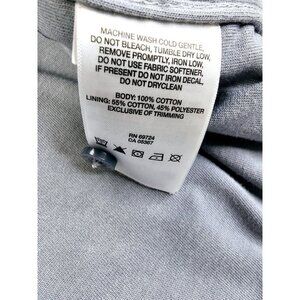 MACHINE WASH COLD GENTLE,
DO NOT BLEACH, TUMBLE DRY LOW,
REMOVE PROMPTLY, IRON LOW,
DO NOT USE FABRIC SOFTENER,
IF PRESENT DO NOT IRON DECAL,
DO NOT DRYCLEAN
BODY: 100% COTTON
LINING: 55% COTTON, 45% POLYESTER
EXCLUSIVE OF TRIMMING
RN 69724
CA 05367